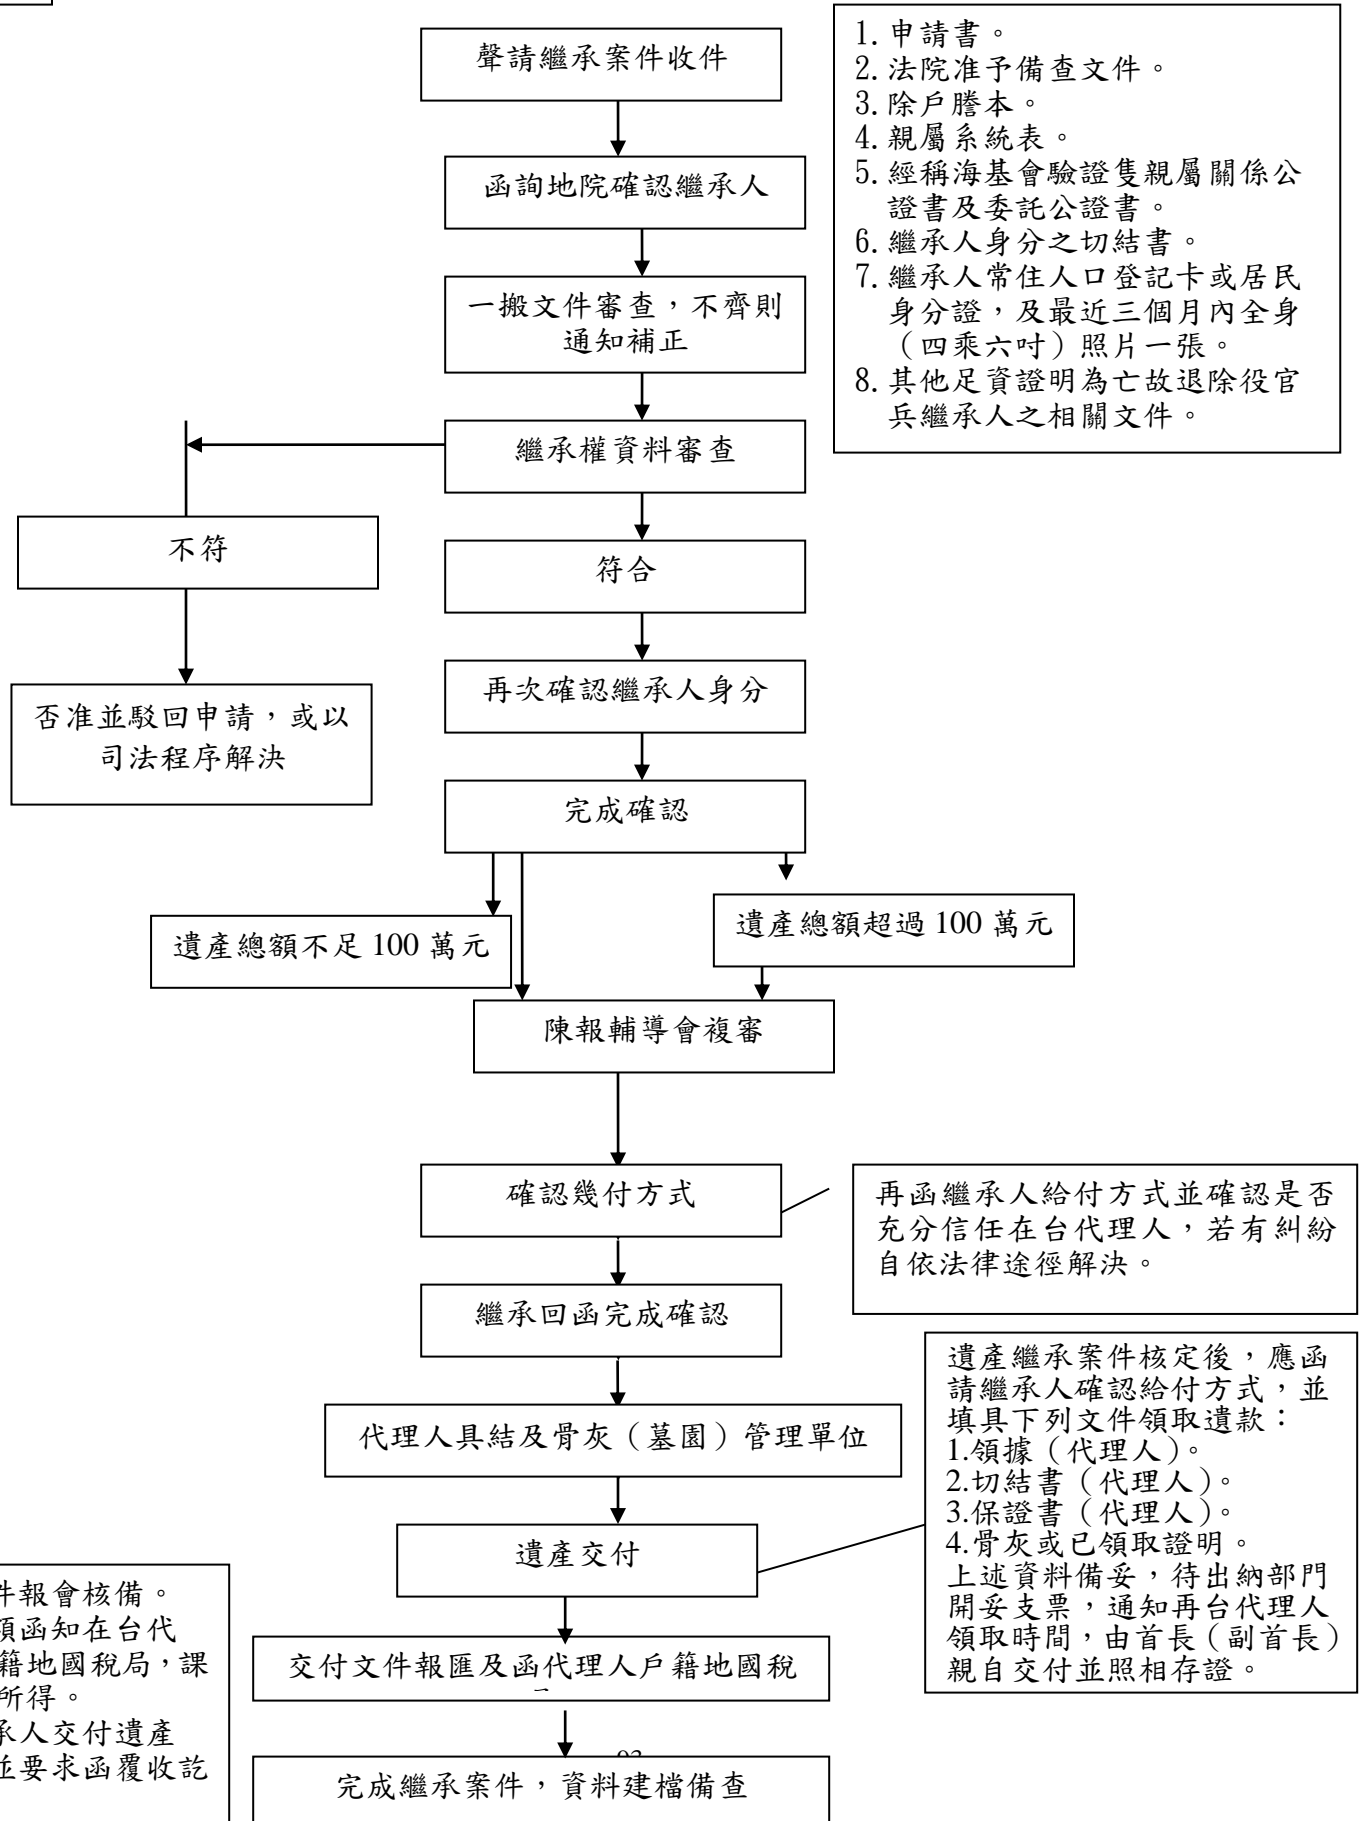 聲請繼承案件收件
1. 申請書。
2. 法院准予備查文件。
3. 除戶謄本。
4. 親屬系統表。
5. 經稱海基會驗證隻親屬關係公
證書及委託公證書。
6. 繼承人身分之切結書。
7. 繼承人常住人口登記卡或居民
身分證，及最近三個月內全身
（四乘六吋）照片一張。
8. 其他足資證明為亡故退除役官
兵繼承人之相關文件。
函詢地院確認繼承人
一搬文件審查，不齊則
通知補正
繼承權資料審查
不符
符合
否准並駁回申請，或以
司法程序解決
再次確認繼承人身分
完成確認
遺產總額不足 100 萬元
遺產總額超過 100 萬元
陳報輔導會複審
確認幾付方式
再函繼承人給付方式並確認是否
充分信任在台代理人，若有糾紛
自依法律途徑解決。
繼承回函完成確認
代理人具結及骨灰（墓園）管理單位
遺產繼承案件核定後，應函
請繼承人確認給付方式，並
填具下列文件領取遺款：
1.領據（代理人）。
2.切結書（代理人）。
3.保證書（代理人）。
4.骨灰或已領取證明。
上述資料備妥，待出納部門
開妥支票，通知再台代理人
領取時間，由首長（副首長）
親自交付並照相存證。
遺產交付
件報會核備。
須函知在台代
籍地國稅局，課
所得。
承人交付遺產
並要求函覆收訖
交付文件報匯及函代理人戶籍地國稅
完成繼承案件，資料建檔備查